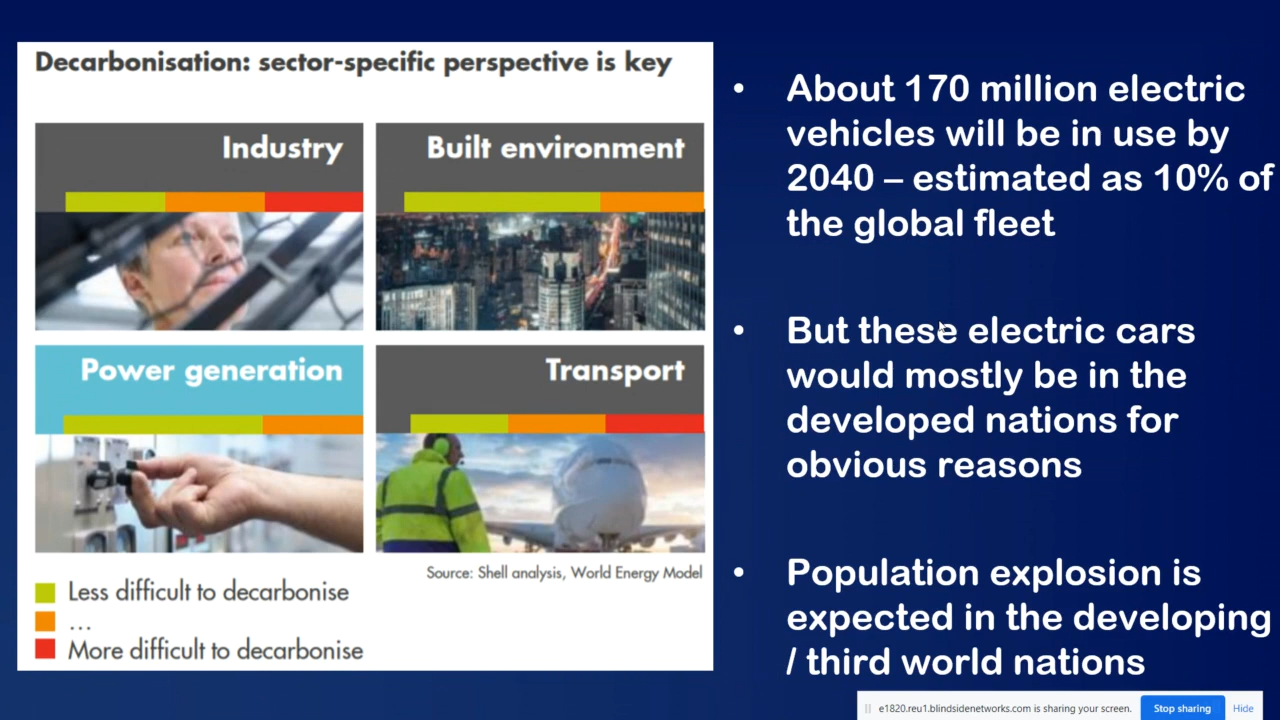 Decarbonisation: sector-specific perspective is key
Industry
Built environment
Power generation
Transport
Source: Shell analysis, World Energy Model
Less difficult to decarbonise
...
More difficult to decarbonise
• About 170 million electric
vehicles will be in use by
2040 – estimated as 10% of
the global fleet
• But these electric cars
would mostly be in the
developed nations for
obvious reasons
• Population explosion is
expected in the developing
/ third world nations
e1820.reu1.blindsidenetworks.com is sharing your screen.
Stop sharing
Hide